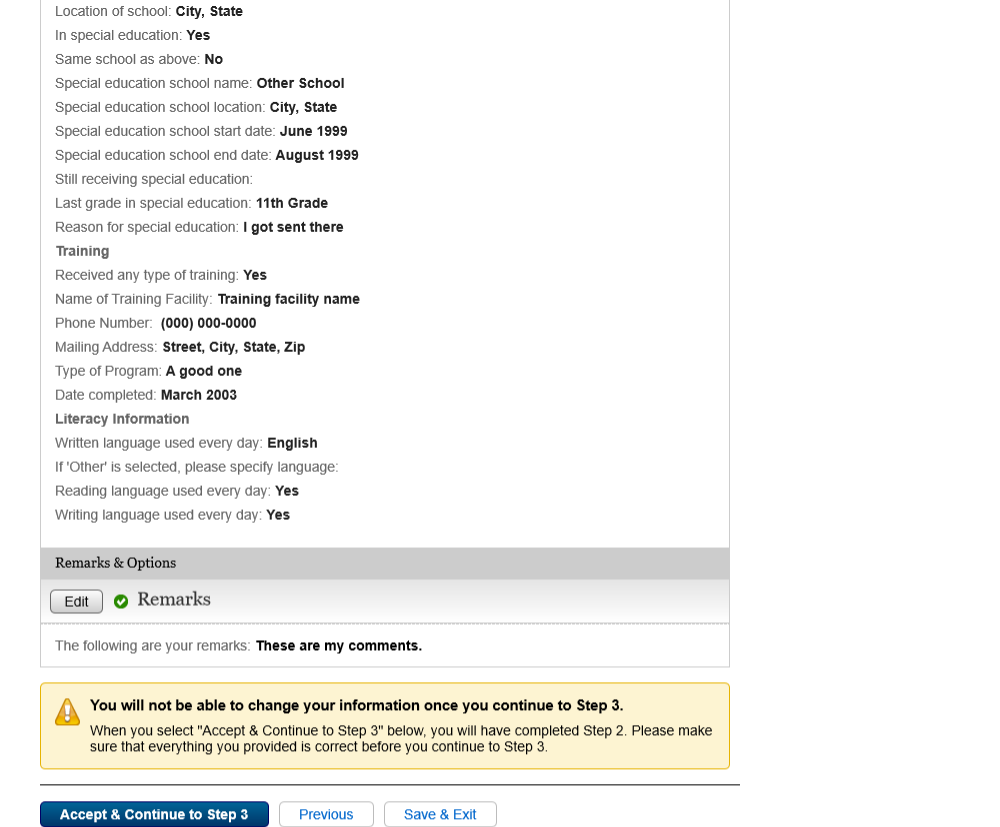 Location of school: City, State
In special education: Yes
Same school as above: No
Special education school name: Other School
Special education school location: City, State
Special education school start date: June 1999
Special education school end date: August 1999
Still receiving special education:
Last grade in special education: 11th Grade
Reason for special education: I got sent there
Training
Received any type of training: Yes
Name of Training Facility: Training facility name
Phone Number: (000) 000-0000
Mailing Address: Street, City, State, Zip
Type of Program: A good one
Date completed: March 2003
Literacy Information
Written language used every day: English
If 'Other' is selected, please specify language:
Reading language used every day: Yes
Writing language used every day: Yes
Remarks & Options
Edit Remarks
The following are your remarks: These are my comments.
You will not be able to change your information once you continue to Step 3.
When you select "Accept & Continue to Step 3" below, you will have completed Step 2. Please make
sure that everything you provided is correct before you continue to Step 3.
Accept & Continue to Step 3 Previous Save & Exit